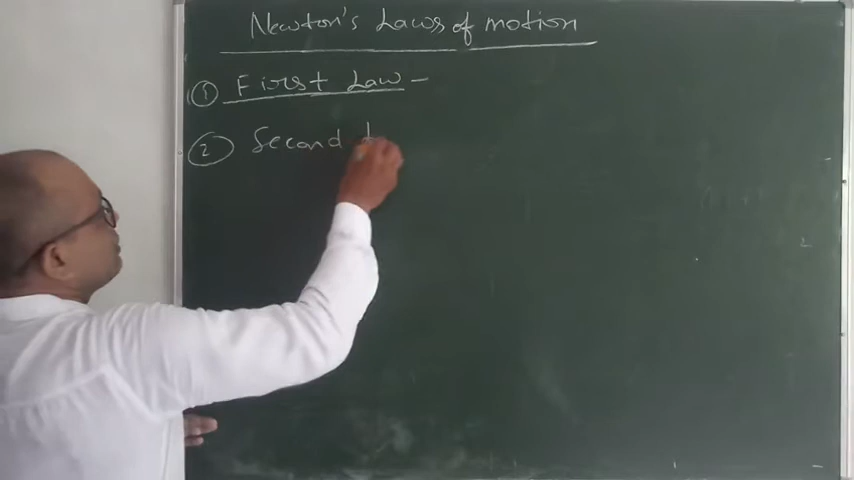 Newton's Laws of motion
① First Law -
② Second L